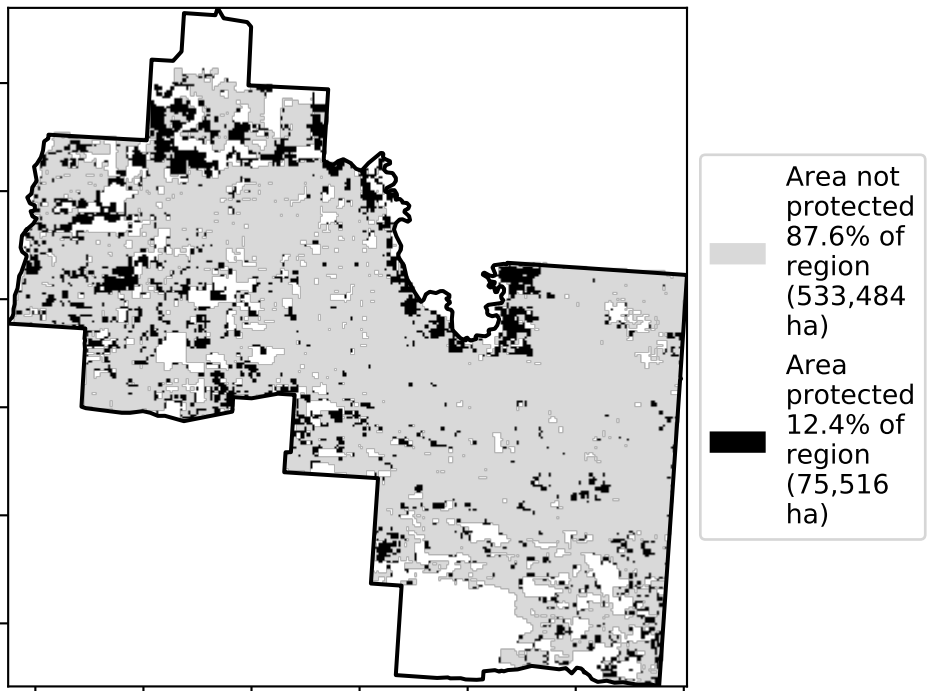 Area not
protected
87.6% of
region
(533,484
ha)
Area
protected
12.4% of
region
(75,516
ha)